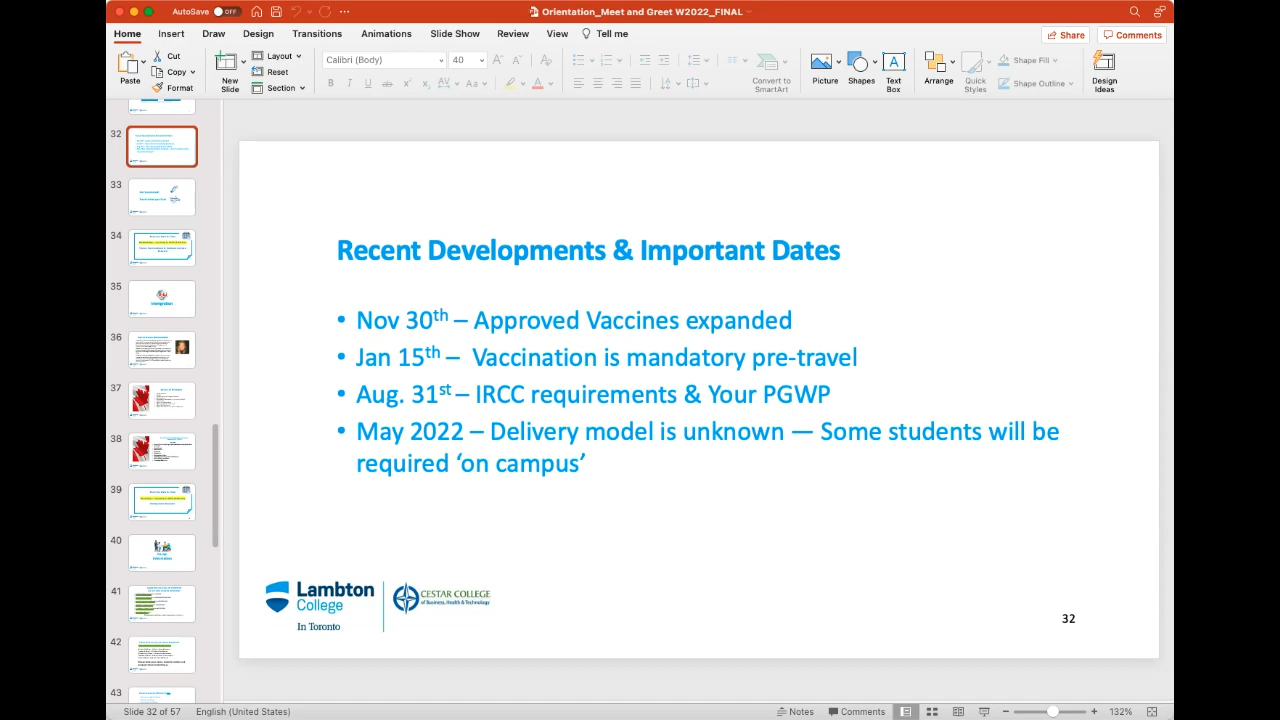 AutoSave OFF
Orientation_Meet and Greet W2022_FINAL
Home Insert Draw Design Transitions Animations Slide Show Review View Tell me
Share Comments
Paste Cut Copy Format
New Slide Layout Reset Section
Calibri (Body) 40
Convert to SmartArt
Picture Shapes Text Box Arrange Quick Styles
Shape Fill
Shape Outline
Design Ideas
32
33
34
35
36
37
38
39
40
41
42
43
Recent Developments & Important Dates
• Nov 30th – Approved Vaccines expanded
• Jan 15th – Vaccination is mandatory pre-travel
• Aug. 31st – IRCC requirements & Your PGWP
• May 2022 – Delivery model is unknown — Some students will be
required ‘on campus’
Lambton College
In Toronto
CESTAR COLLEGE
of Business, Health & Technology
32
Slide 32 of 57 English (United States) Notes Comments 132%